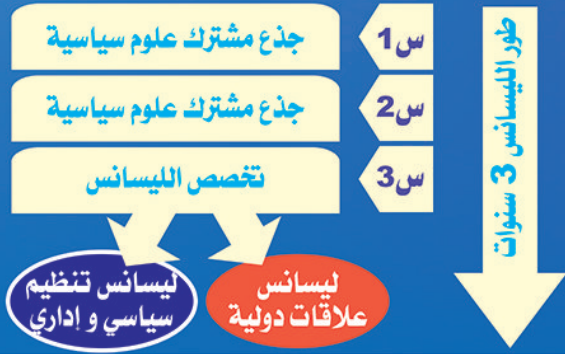 طور الليسانس 3 سنوات
س1
جذع مشترك علوم سياسية
س2
جذع مشترك علوم سياسية
س3
تخصص الليسانس
ليسانس
علاقات دولية
ليسانس تنظيم
سياسي و إداري